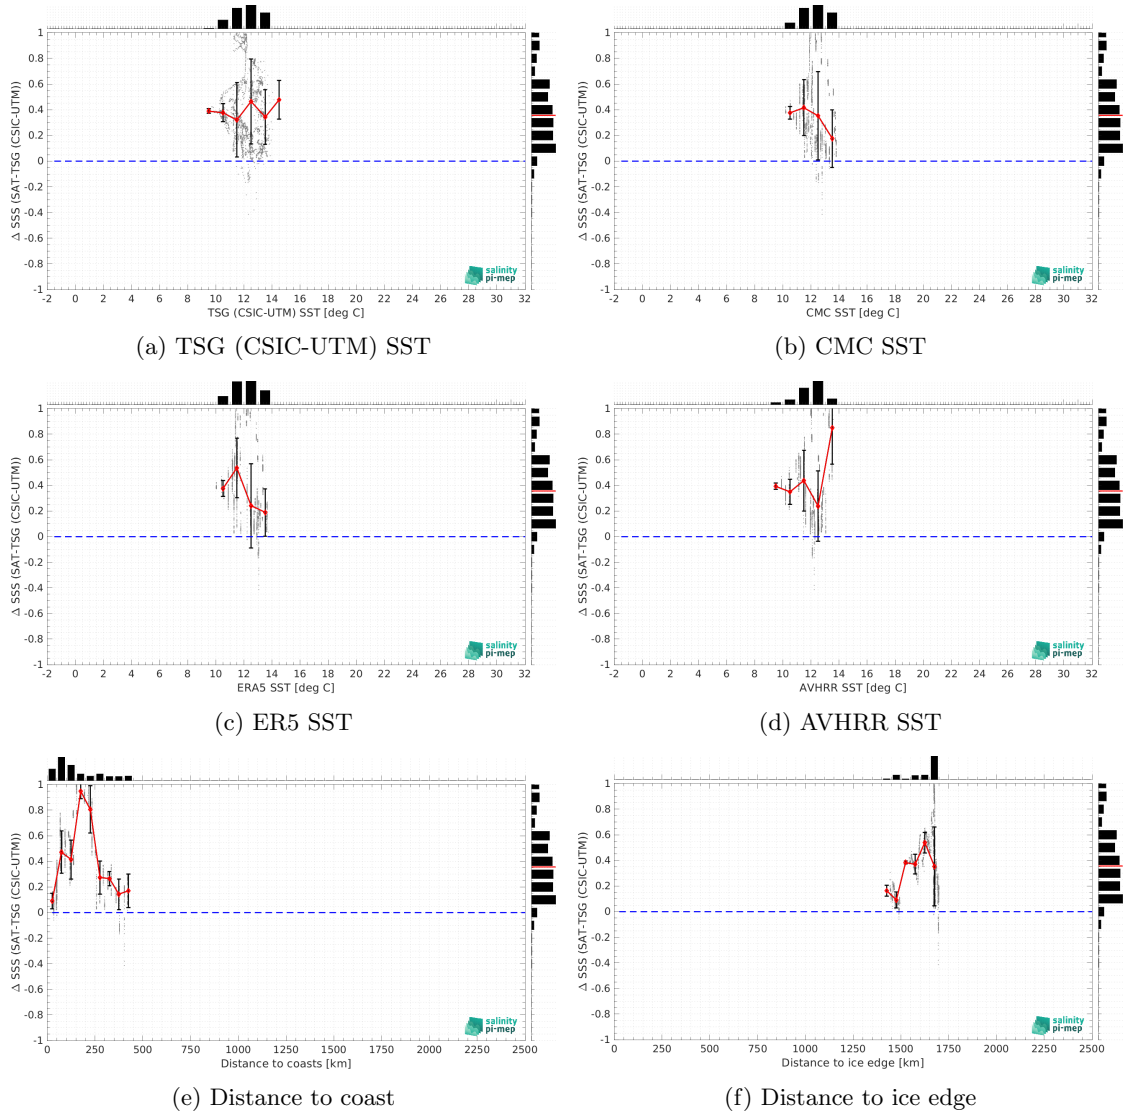 Δ SSS (SAT-TSG (CSIC-UTM))
1
0.8
0.6
0.4
0.2
0
-0.2
-0.4
-0.6
-0.8
-1
-2 0 2 4 6 8 10 12 14 16 18 20 22 24 26 28 30 32
TSG (CSIC-UTM) SST [deg C]
salinity
pi-mep
(a) TSG (CSIC-UTM) SST
Δ SSS (SAT-TSG (CSIC-UTM))
1
0.8
0.6
0.4
0.2
0
-0.2
-0.4
-0.6
-0.8
-1
-2 0 2 4 6 8 10 12 14 16 18 20 22 24 26 28 30 32
CMC SST [deg C]
salinity
pi-mep
(b) CMC SST
Δ SSS (SAT-TSG (CSIC-UTM))
1
0.8
0.6
0.4
0.2
0
-0.2
-0.4
-0.6
-0.8
-1
-2 0 2 4 6 8 10 12 14 16 18 20 22 24 26 28 30 32
ERA5 SST [deg C]
salinity
pi-mep
(c) ER5 SST
Δ SSS (SAT-TSG (CSIC-UTM))
1
0.8
0.6
0.4
0.2
0
-0.2
-0.4
-0.6
-0.8
-1
-2 0 2 4 6 8 10 12 14 16 18 20 22 24 26 28 30 32
AVHRR SST [deg C]
salinity
pi-mep
(d) AVHRR SST
Δ SSS (SAT-TSG (CSIC-UTM))
1
0.8
0.6
0.4
0.2
0
-0.2
-0.4
-0.6
-0.8
-1
0 250 500 750 1000 1250 1500 1750 2000 2250 2500
Distance to coasts [km]
salinity
pi-mep
(e) Distance to coast
Δ SSS (SAT-TSG (CSIC-UTM))
1
0.8
0.6
0.4
0.2
0
-0.2
-0.4
-0.6
-0.8
-1
0 250 500 750 1000 1250 1500 1750 2000 2250 2500
Distance to ice edge [km]
salinity
pi-mep
(f) Distance to ice edge